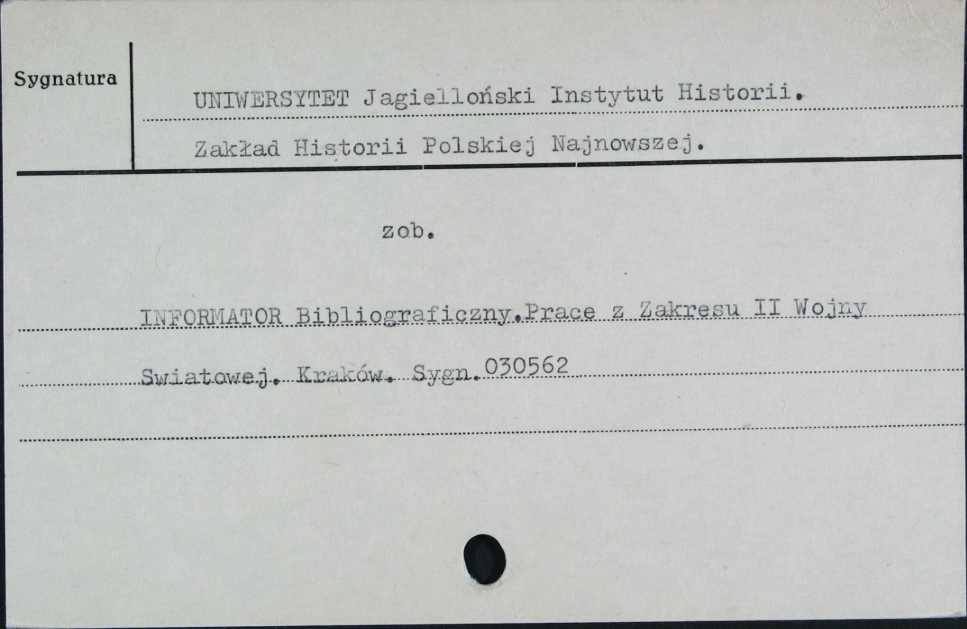 Sygnatura
UNIWERSYTET Jagielloński Instytut Historii.
Zakład Historii Polskiej Najnowszej.
zob.
INFORMATOR Bibliograficzny.Prace z Zakresu II Wojny
Swiatowej. Kraków. Sygn.030562